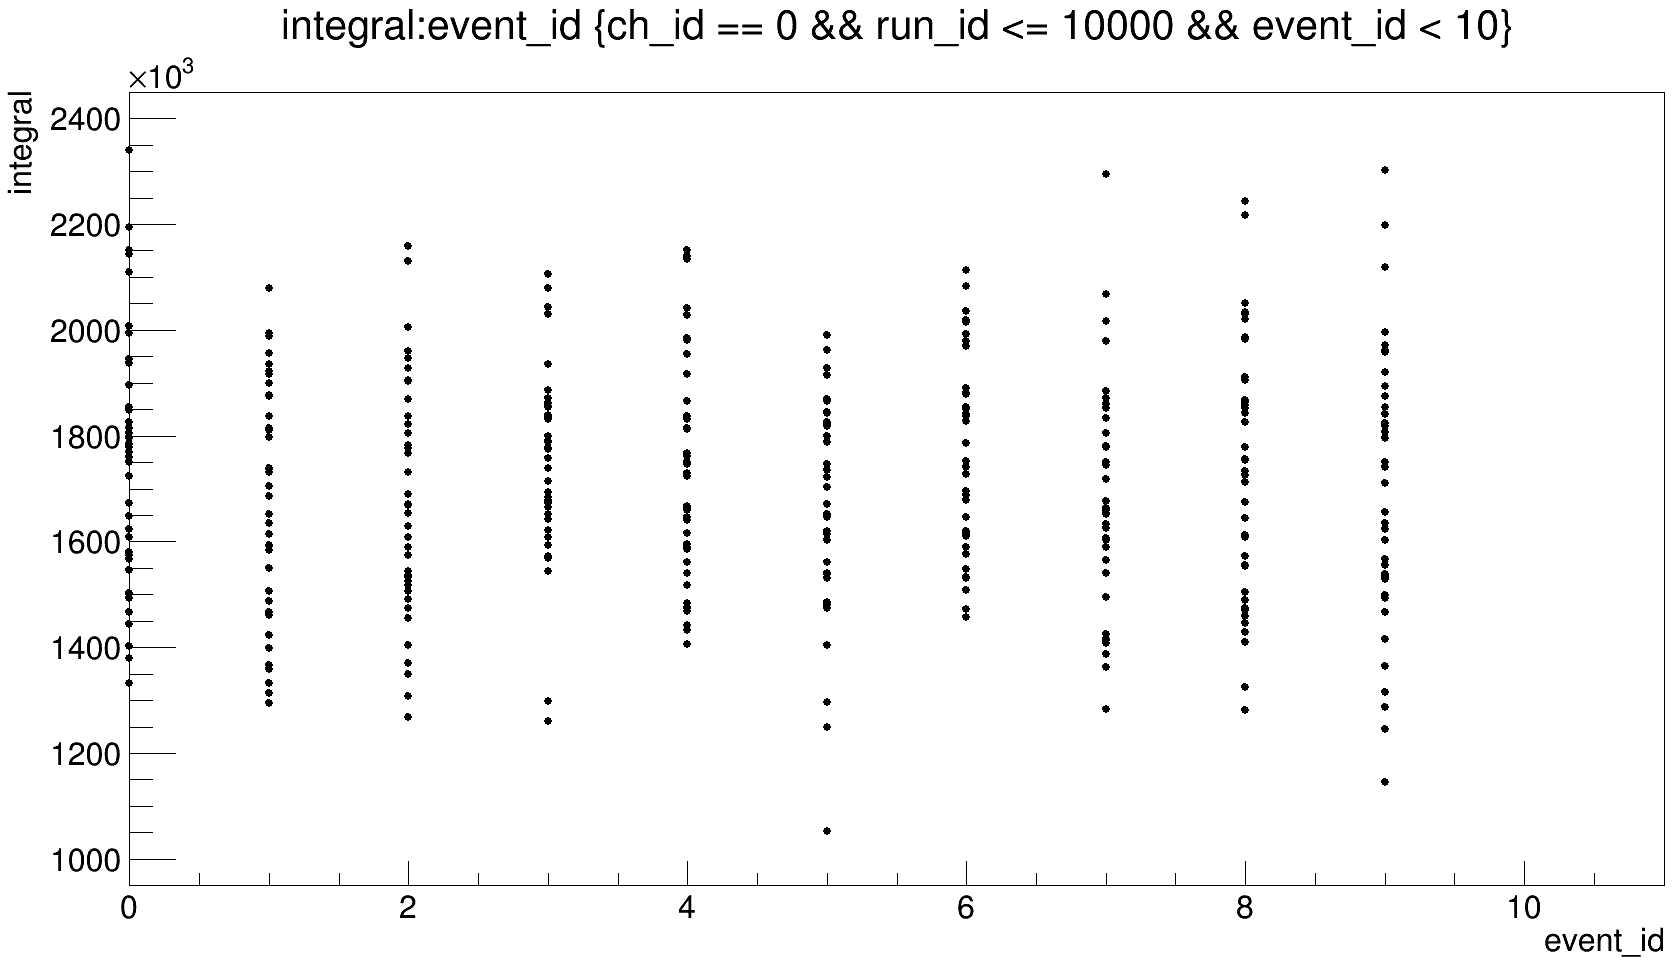 integral:event_id {ch_id == 0 && run_id <= 10000 && event_id < 10}
×10³
integral
2400
2200
2000
1800
1600
1400
1200
1000
0 2 4 6 8 10
event_id